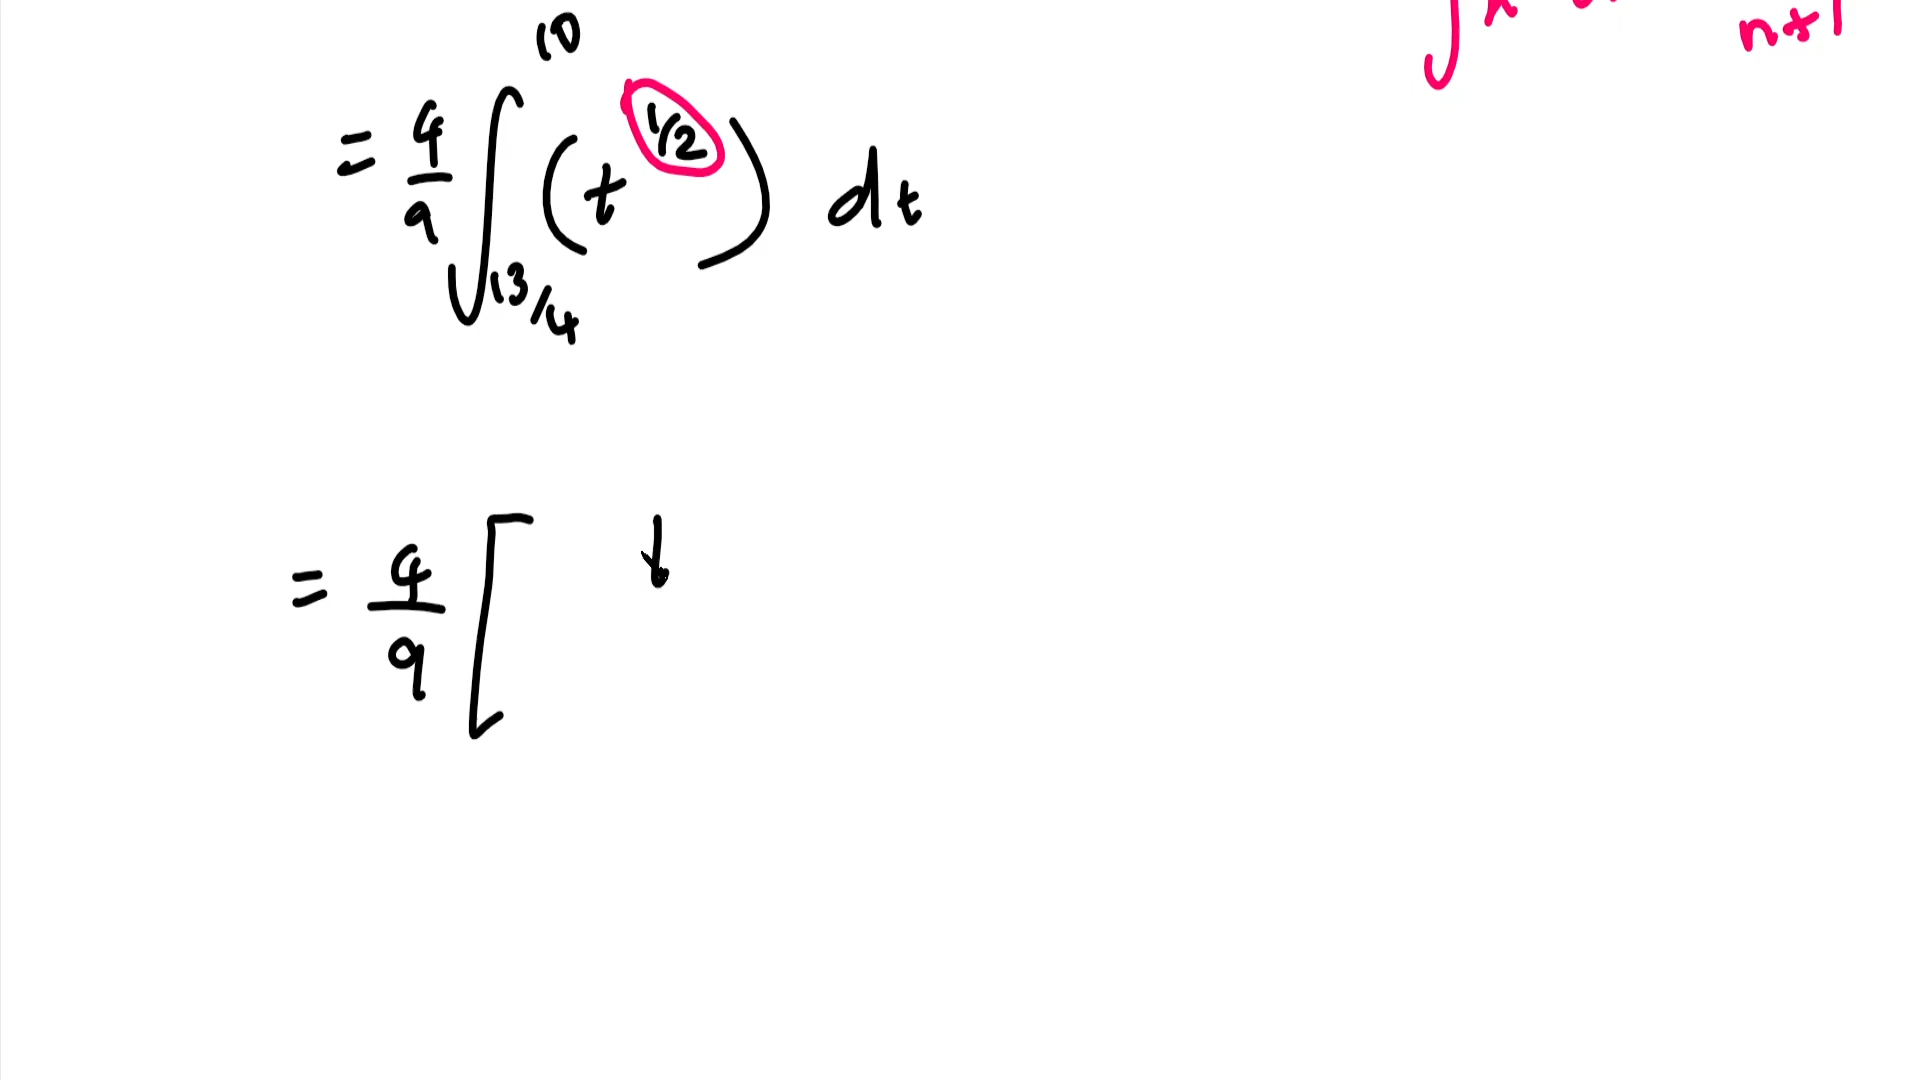 n+1
= 4/9 ∫_{13/4}^{10} (t^{1/2}) dt
= 4/9 [